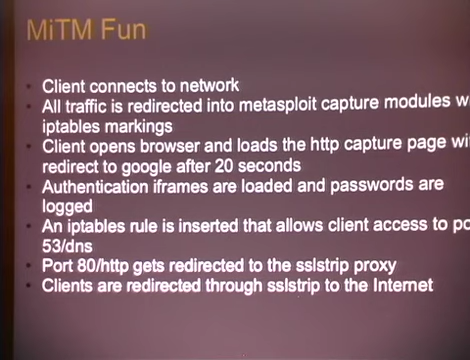 MiTM Fun
Client connects to network
All traffic is redirected into metasploit capture modules
iptables markings
Client opens browser and loads the http capture page
redirect to google after 20 seconds
Authentication iframes are loaded and passwords are
logged
An iptables rule is inserted that allows client access to
53/dns
Port 80/http gets redirected to the sslstrip proxy
Clients are redirected through sslstrip to the Internet